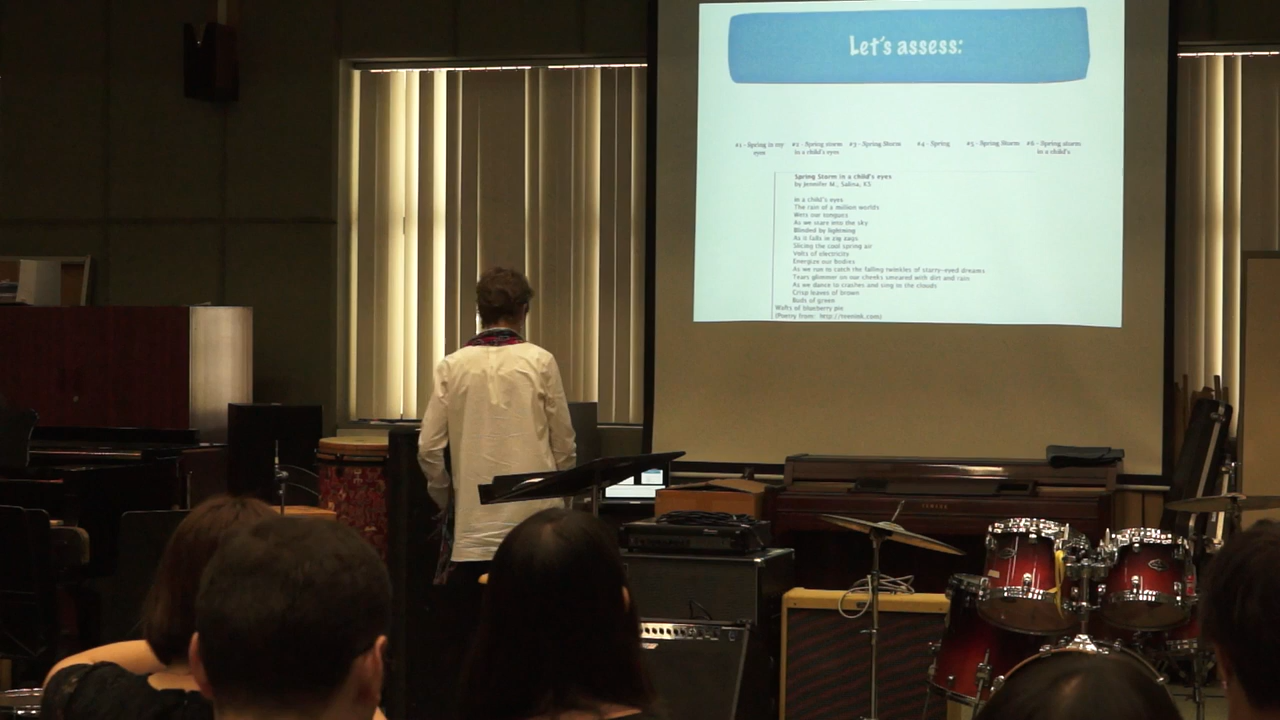 Let's assess:
#1 - Spring in my eyes
#2 - Spring storm in a child's eyes
#3 - Spring Storm
#4 - Spring
#5 - Spring Storm
#6 - Spring storm in a child's
Spring Storm in a child's eyes
by Jennifer M., Salina, KS
in a child's eyes
The rain of a million worlds
Wets our tongues
As we stare into the sky
Blinded by lightning
As it falls in zig zags
Slicing the cool spring air
Volts of electricity
Energize our bodies
As we run to catch the falling twinkles of starry-eyed dreams
Tears glimmer on our cheeks smeared with dirt and rain
As we dance to crashes and sing to the clouds
Crisp leaves of brown
Buds of green
Wafts of blueberry pie
(Poetry from: http://teenink.com)
YAMAHA